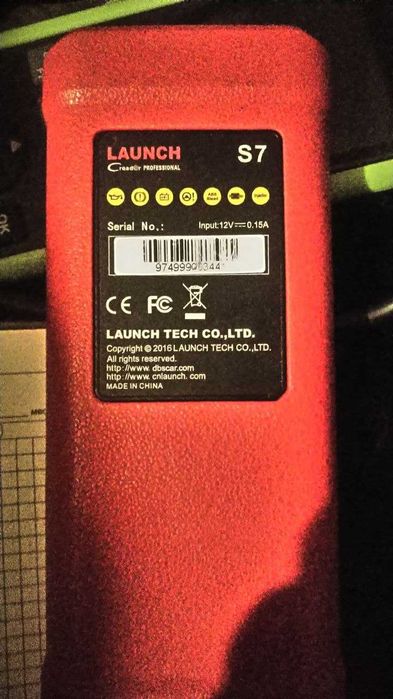 LAUNCH S7
Creader PROFESSIONAL
Serial No.: Input:12V⎓0.15A
CE FC
LAUNCH TECH CO.,LTD.
Copyright © 2016 LAUNCH TECH CO.,LTD.
All rights reserved.
http://www.dbscar.com
http://www.cnlaunch.com
MADE IN CHINA